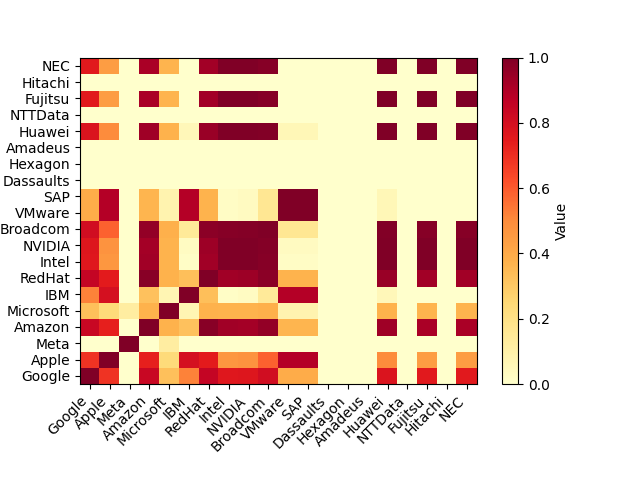 NEC
Hitachi
Fujitsu
NTTData
Huawei
Amadeus
Hexagon
Dassaults
SAP
VMware
Broadcom
NVIDIA
Intel
RedHat
IBM
Microsoft
Amazon
Meta
Apple
Google
Google
Apple
Meta
Amazon
Microsoft
IBM
RedHat
Intel
NVIDIA
Broadcom
VMware
SAP
Dassaults
Hexagon
Amadeus
Huawei
NTTData
Fujitsu
Hitachi
NEC
1.0
0.8
0.6
0.4
0.2
0.0
Value